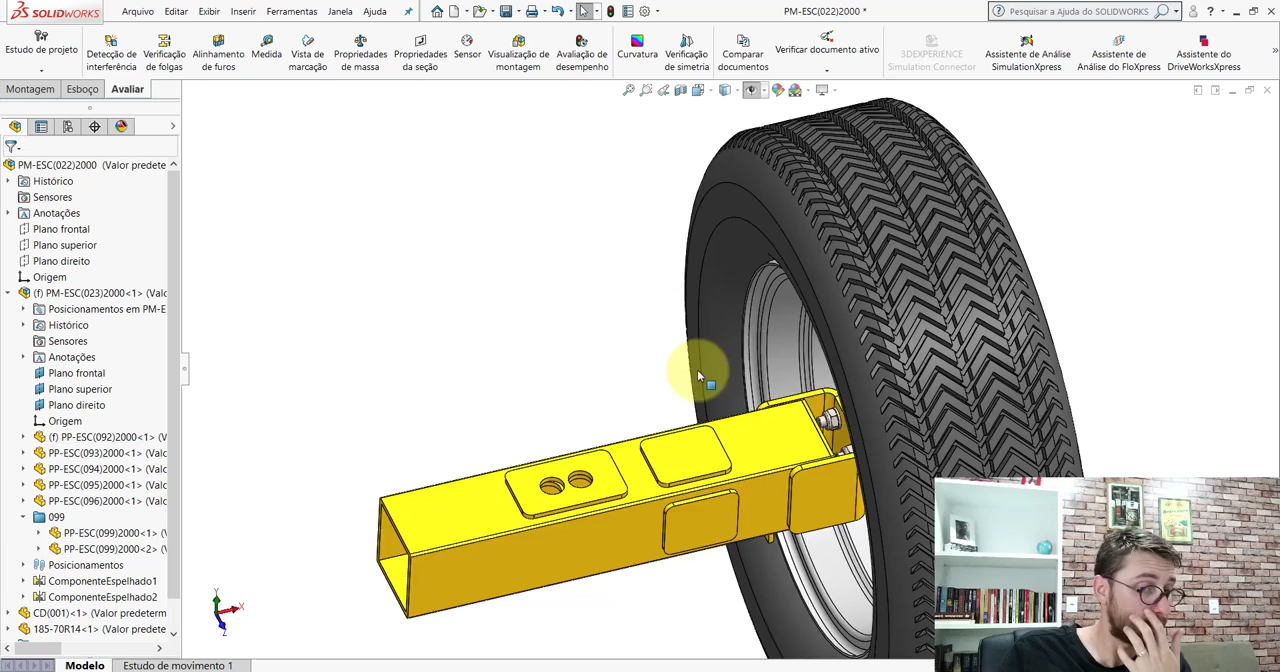 SOLIDWORKS Arquivo Editar Exibir Inserir Ferramentas Janela Ajuda PM-ESC(022)2000 * Pesquisar a Ajuda do SOLIDWORKS
Estudo de projeto
Detecção de interferência
Verificação de folgas
Alinhamento de furos
Medida
Vista de marcação
Propriedades de massa
Propriedades da seção
Sensor
Visualização de montagem
Avaliação de desempenho
Curvatura
Verificação de simetria
Comparar documentos
Verificar documento ativo
3DEXPERIENCE Simulation Connector
Assistente de Análise SimulationXpress
Assistente de Análise do FloXpress
Assistente do DriveWorksXpress
Montagem Esboço Avaliar
PM-ESC(022)2000 (Valor predete
Histórico
Sensores
Anotações
Plano frontal
Plano superior
Plano direito
Origem
(f) PM-ESC(023)2000<1> (Valo
Posicionamentos em PM-E
Histórico
Sensores
Anotações
Plano frontal
Plano superior
Plano direito
Origem
(f) PP-ESC(092)2000<1> (V
PP-ESC(093)2000<1> (Valo
PP-ESC(094)2000<1> (Valo
PP-ESC(095)2000<1> (Valo
PP-ESC(096)2000<1> (Valo
099
PP-ESC(099)2000<1> (V
PP-ESC(099)2000<2> (V
Posicionamentos
ComponenteEspelhado1
ComponenteEspelhado2
CD(001)<1> (Valor predeterm
185-70R14<1> (Valor predete
Y
X
Z
Modelo Estudo de movimento 1